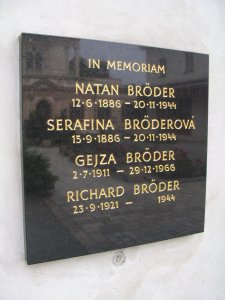 IN MEMORIAM
NATAN BRÖDER
12·6·1886 – 20·11·1944
SERAFINA BRÖDEROVÁ
15·9·1886 – 20·11·1944
GEJZA BRÖDER
2·7·1911 – 29·12·1966
RICHARD BRÖDER
23·9·1921 – 1944